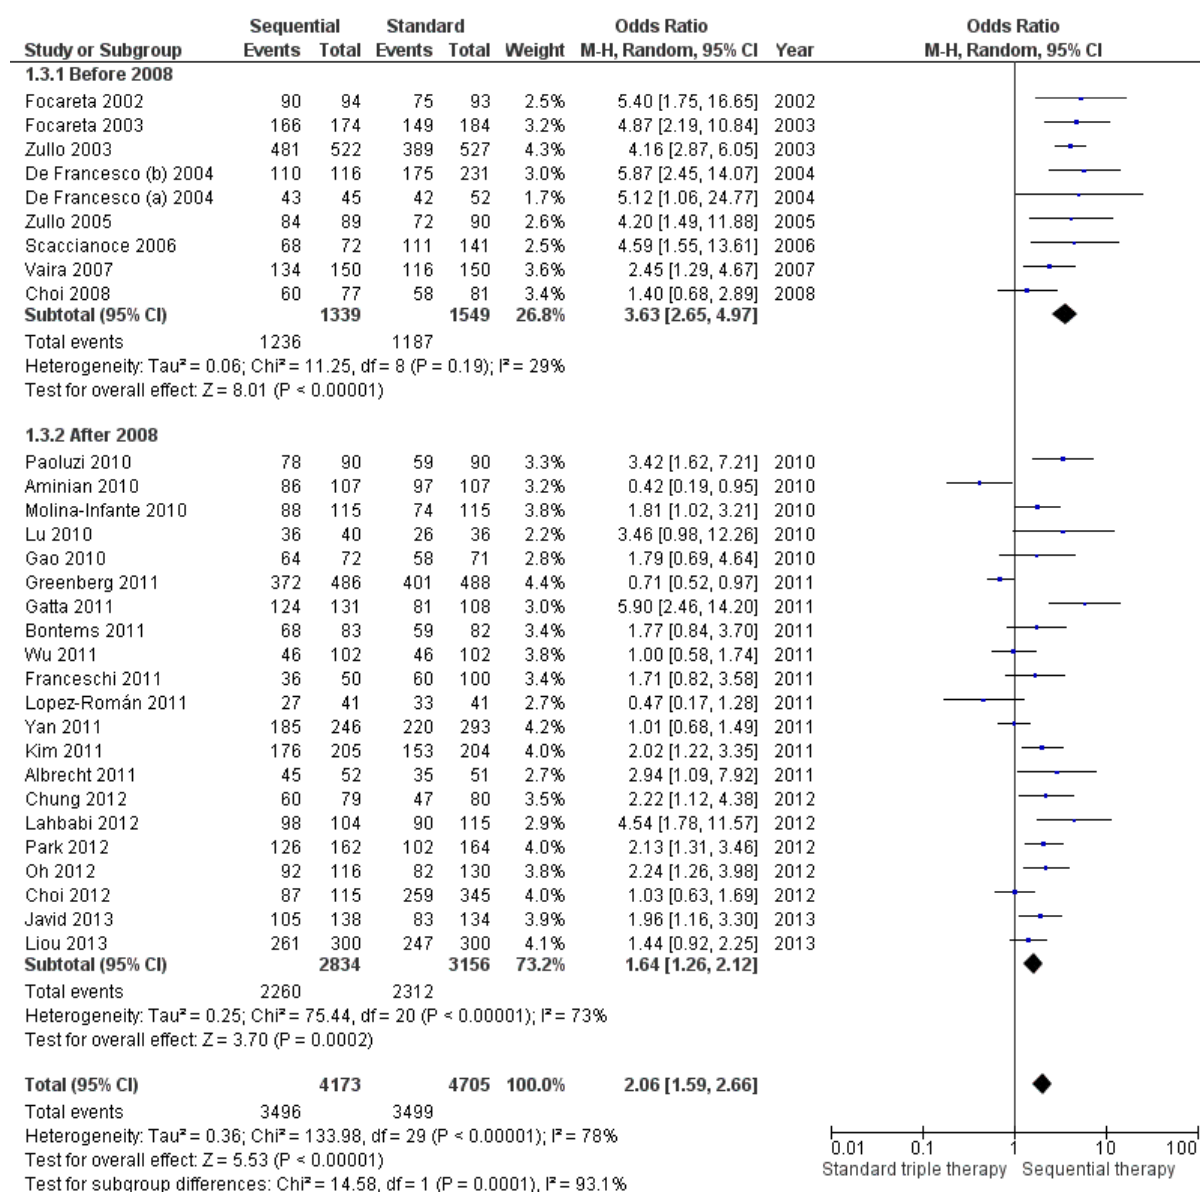 Sequential Standard Odds Ratio Odds Ratio
Study or Subgroup Events Total Events Total Weight M-H, Random, 95% CI Year M-H, Random, 95% CI
1.3.1 Before 2008
Focareta 2002 90 94 75 93 2.5% 5.40 [1.75, 16.65] 2002
Focareta 2003 166 174 149 184 3.2% 4.87 [2.19, 10.84] 2003
Zullo 2003 481 522 389 527 4.3% 4.16 [2.87, 6.05] 2003
De Francesco (b) 2004 110 116 175 231 3.0% 5.87 [2.45, 14.07] 2004
De Francesco (a) 2004 43 45 42 52 1.7% 5.12 [1.06, 24.77] 2004
Zullo 2005 84 89 72 90 2.6% 4.20 [1.49, 11.88] 2005
Scaccianoce 2006 68 72 111 141 2.5% 4.59 [1.55, 13.61] 2006
Vaira 2007 134 150 116 150 3.6% 2.45 [1.29, 4.67] 2007
Choi 2008 60 77 58 81 3.4% 1.40 [0.68, 2.89] 2008
Subtotal (95% CI) 1339 1549 26.8% 3.63 [2.65, 4.97]
Total events 1236 1187
Heterogeneity: Tau² = 0.06; Chi² = 11.25, df = 8 (P = 0.19); I² = 29%
Test for overall effect: Z = 8.01 (P < 0.00001)
1.3.2 After 2008
Paoluzi 2010 78 90 59 90 3.3% 3.42 [1.62, 7.21] 2010
Aminian 2010 86 107 97 107 3.2% 0.42 [0.19, 0.95] 2010
Molina-Infante 2010 88 115 74 115 3.8% 1.81 [1.02, 3.21] 2010
Lu 2010 36 40 26 36 2.2% 3.46 [0.98, 12.26] 2010
Gao 2010 64 72 58 71 2.8% 1.79 [0.69, 4.64] 2010
Greenberg 2011 372 486 401 488 4.4% 0.71 [0.52, 0.97] 2011
Gatta 2011 124 131 81 108 3.0% 5.90 [2.46, 14.20] 2011
Bontems 2011 68 83 59 82 3.4% 1.77 [0.84, 3.70] 2011
Wu 2011 46 102 46 102 3.8% 1.00 [0.58, 1.74] 2011
Franceschi 2011 36 50 60 100 3.4% 1.71 [0.82, 3.58] 2011
Lopez-Román 2011 27 41 33 41 2.7% 0.47 [0.17, 1.28] 2011
Yan 2011 185 246 220 293 4.2% 1.01 [0.68, 1.49] 2011
Kim 2011 176 205 153 204 4.0% 2.02 [1.22, 3.35] 2011
Albrecht 2011 45 52 35 51 2.7% 2.94 [1.09, 7.92] 2011
Chung 2012 60 79 47 80 3.5% 2.22 [1.12, 4.38] 2012
Lahbabi 2012 98 104 90 115 2.9% 4.54 [1.78, 11.57] 2012
Park 2012 126 162 102 164 4.0% 2.13 [1.31, 3.46] 2012
Oh 2012 92 116 82 130 3.8% 2.24 [1.26, 3.98] 2012
Choi 2012 87 115 259 345 4.0% 1.03 [0.63, 1.69] 2012
Javid 2013 105 138 83 134 3.9% 1.96 [1.16, 3.30] 2013
Liou 2013 261 300 247 300 4.1% 1.44 [0.92, 2.25] 2013
Subtotal (95% CI) 2834 3156 73.2% 1.64 [1.26, 2.12]
Total events 2260 2312
Heterogeneity: Tau² = 0.25; Chi² = 75.44, df = 20 (P < 0.00001); I² = 73%
Test for overall effect: Z = 3.70 (P = 0.0002)
Total (95% CI) 4173 4705 100.0% 2.06 [1.59, 2.66]
Total events 3496 3499
Heterogeneity: Tau² = 0.36; Chi² = 133.98, df = 29 (P < 0.00001); I² = 78%
Test for overall effect: Z = 5.53 (P < 0.00001)
Test for subgroup differences: Chi² = 14.58, df = 1 (P = 0.0001), I² = 93.1%
0.01 0.1 1 10 100
Standard triple therapy Sequential therapy